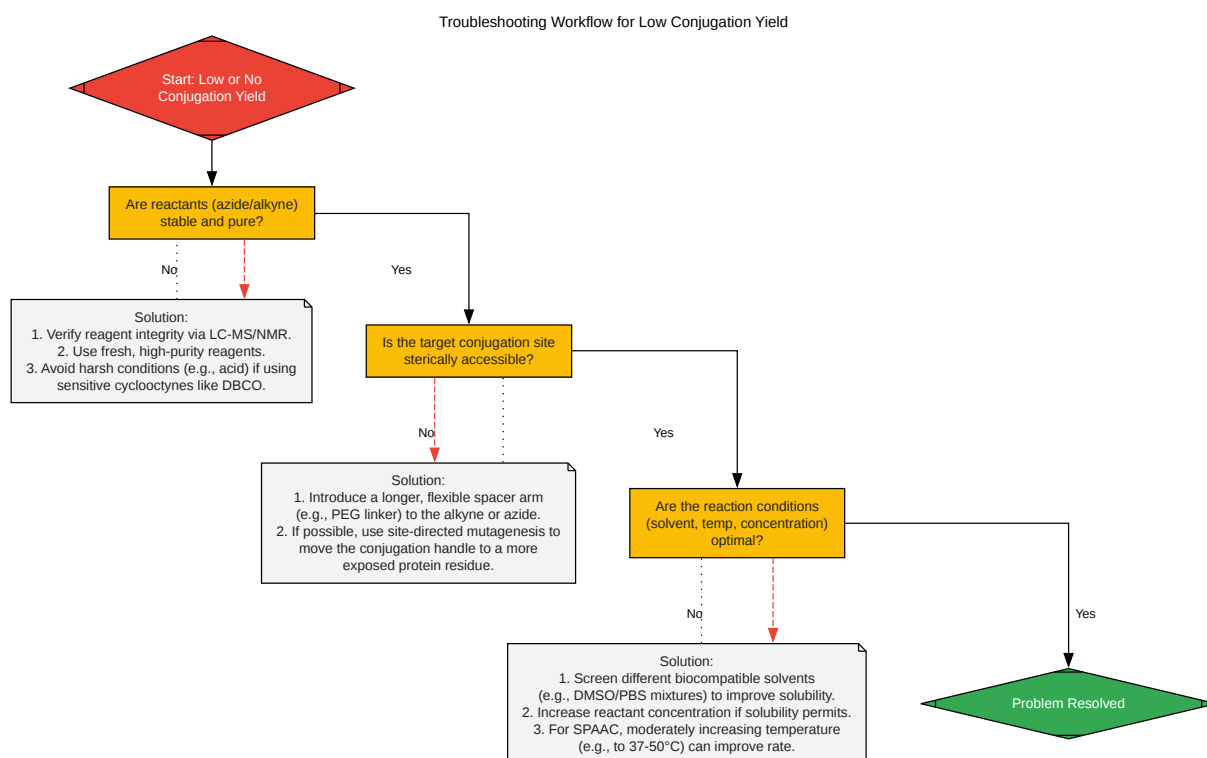 Troubleshooting Workflow for Low Conjugation Yield
Start: Low or No
Conjugation Yield
Are reactants (azide/alkyne)
stable and pure?
No
Yes
Solution:
1. Verify reagent integrity via LC-MS/NMR.
2. Use fresh, high-purity reagents.
3. Avoid harsh conditions (e.g., acid) if using
sensitive cyclooctynes like DBCO.
Is the target conjugation site
sterically accessible?
No
Yes
Solution:
1. Introduce a longer, flexible spacer arm
(e.g., PEG linker) to the alkyne or azide.
2. If possible, use site-directed mutagenesis to
move the conjugation handle to a more
exposed protein residue.
Are the reaction conditions
(solvent, temp, concentration)
optimal?
No
Yes
Solution:
1. Screen different biocompatible solvents
(e.g., DMSO/PBS mixtures) to improve solubility.
2. Increase reactant concentration if solubility permits.
3. For SPAAC, moderately increasing temperature
(e.g., to 37-50°C) can improve rate.
Problem Resolved